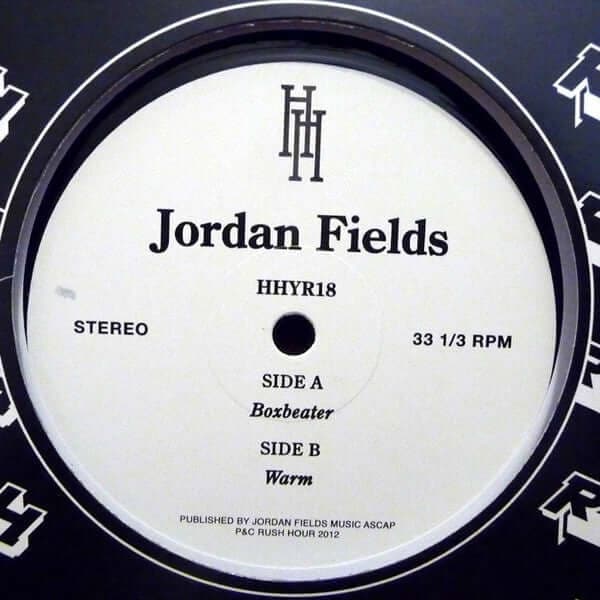 HH
Jordan Fields
HHYR18
STEREO
33 1/3 RPM
SIDE A
Boxbeater
SIDE B
Warm
PUBLISHED BY JORDAN FIELDS MUSIC ASCAP
P&C RUSH HOUR 2012